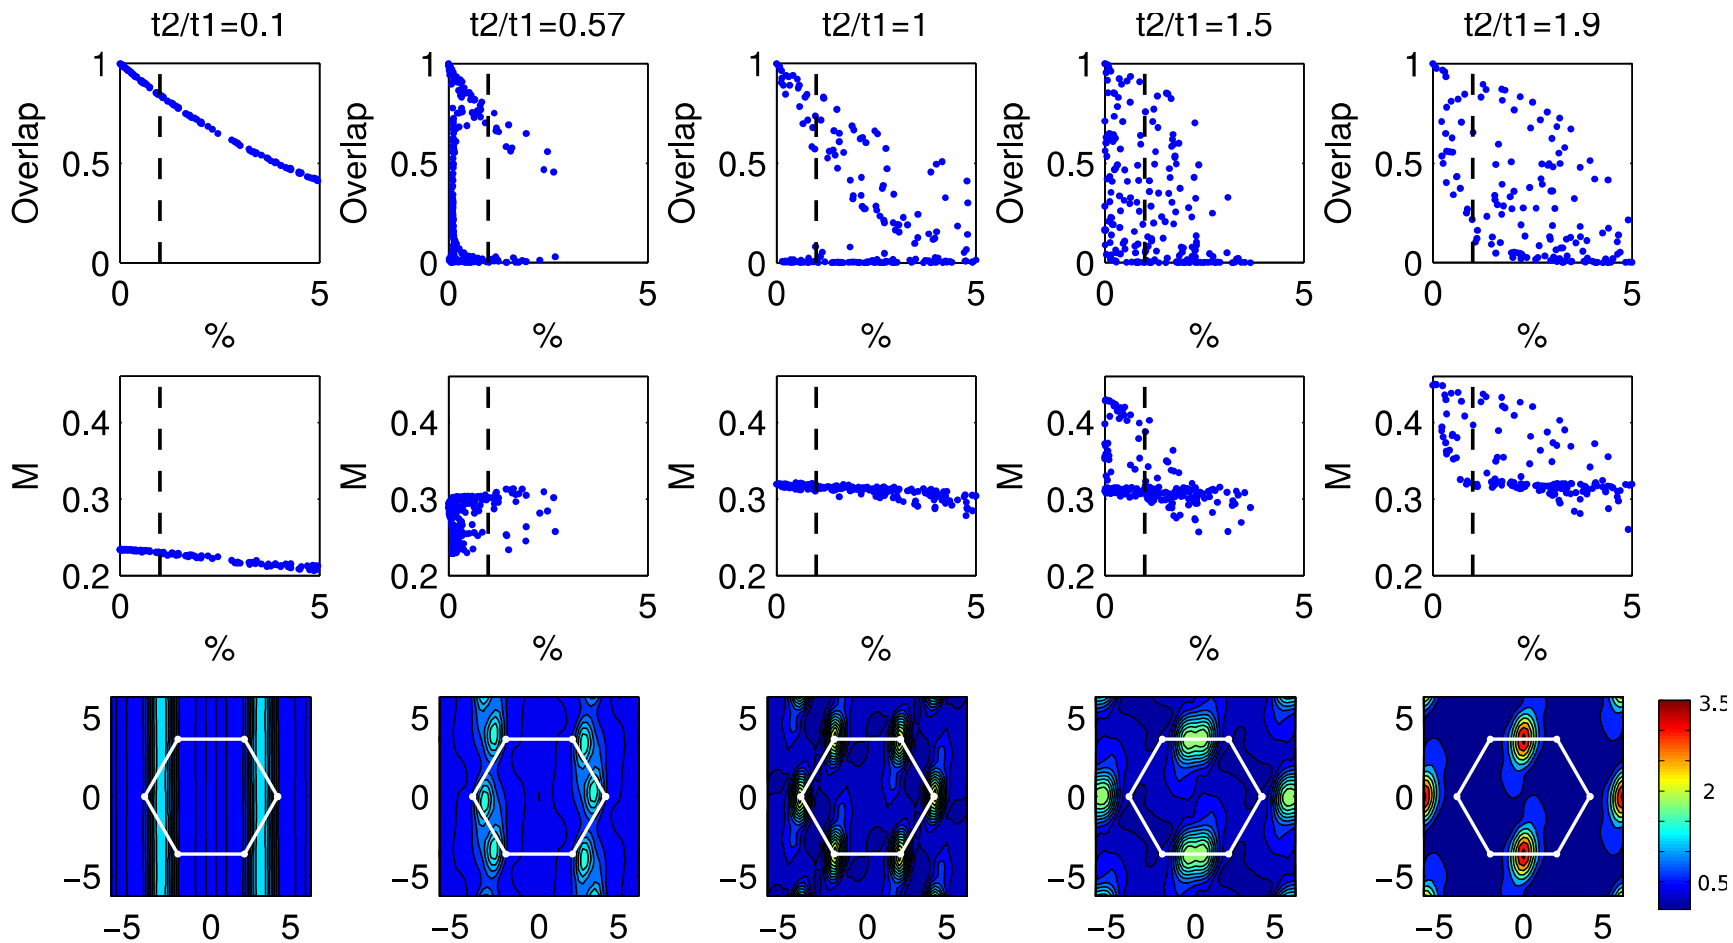 t2/t1=0.1 t2/t1=0.57 t2/t1=1 t2/t1=1.5 t2/t1=1.9
1 1 1 1 1
Overlap Overlap Overlap Overlap Overlap
0.5 0.5 0.5 0.5 0.5
0 0 0 0 0
0 5 0 5 0 5 0 5 0 5
% % % % %
0.4 0.4 0.4 0.4 0.4
M M M M M
0.3 0.3 0.3 0.3 0.3
0.2 0.2 0.2 0.2 0.2
0 5 0 5 0 5 0 5 0 5
% % % % %
5 5 5 5 5 3.5
0 0 0 0 0 2
−5 −5 −5 −5 −5 0.5
−5 0 5 −5 0 5 −5 0 5 −5 0 5 −5 0 5